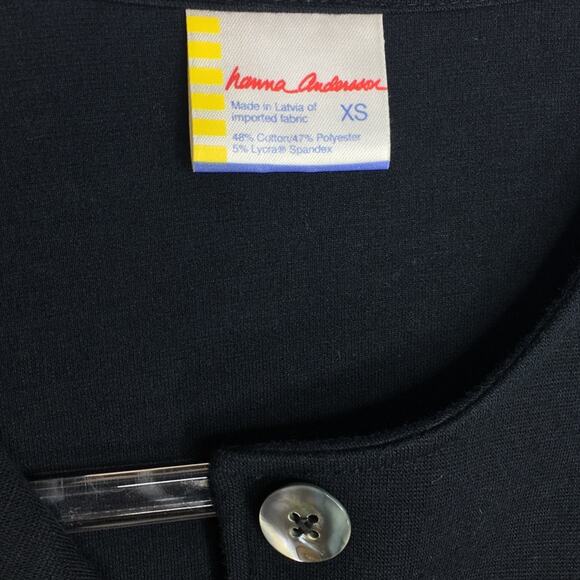 hanna andersson
Made in Latvia of
imported fabric
XS
48% Cotton/47% Polyester
5% Lycra® Spandex